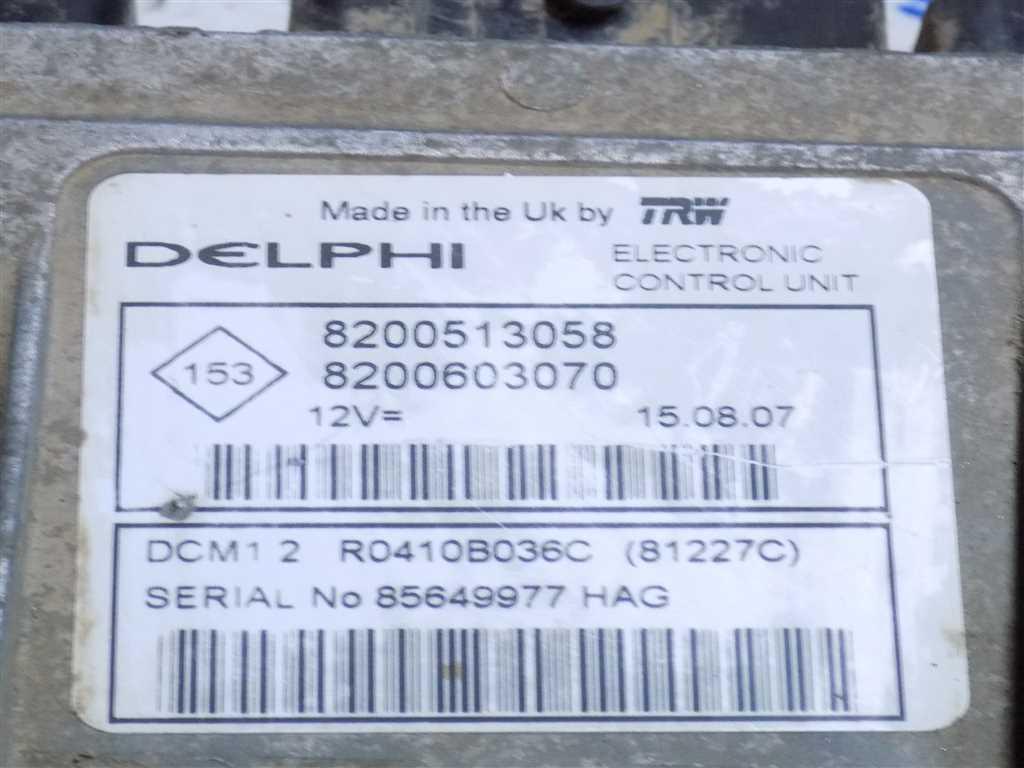 Made in the Uk by TRW
DELPHI
ELECTRONIC
CONTROL UNIT
153
8200513058
8200603070
12V=
15.08.07
DCM1 2 R0410B036C (81227C)
SERIAL No 85649977 HAG